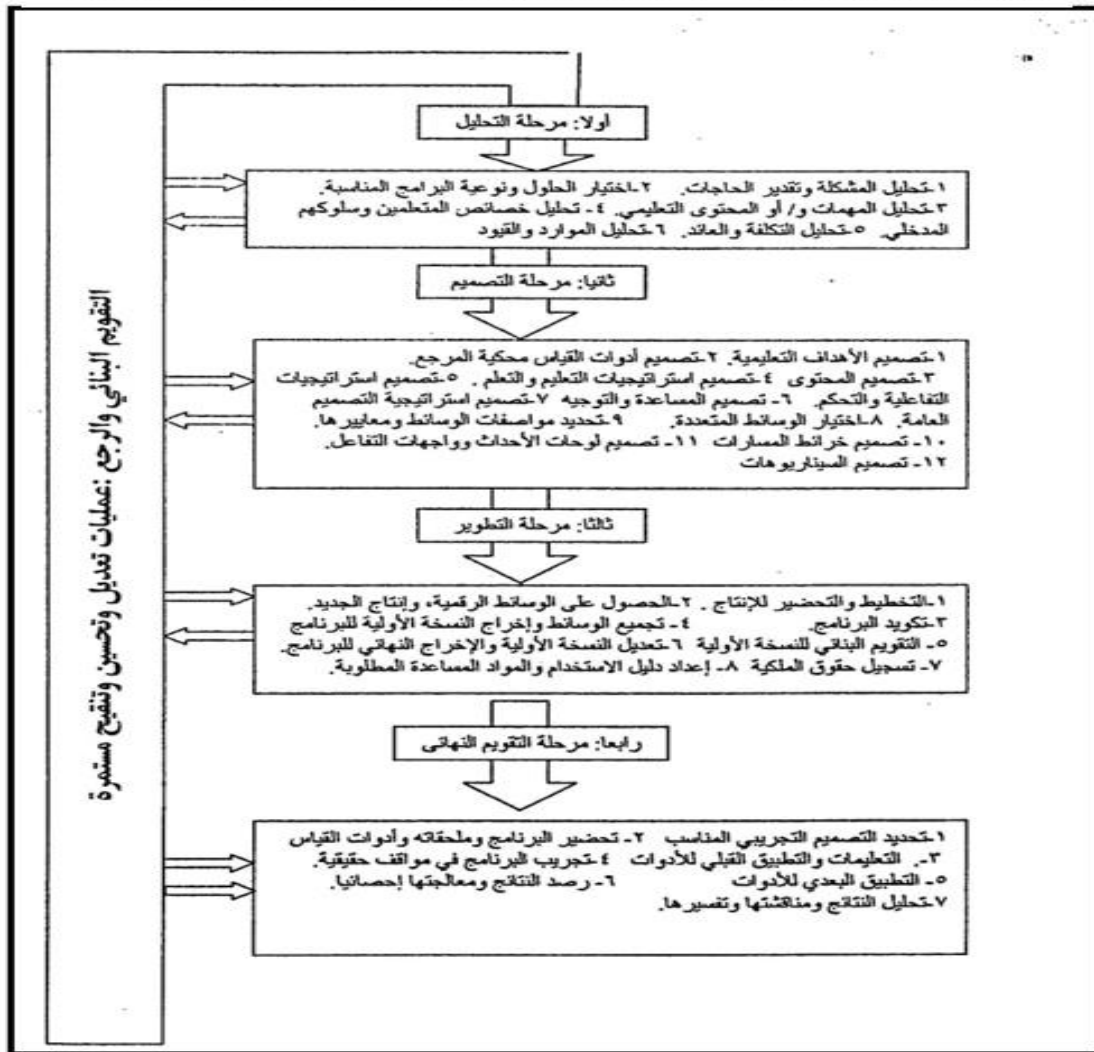 أولا: مرحلة التحليل
١-تحليل المشكلة وتقدير الحاجات. ٢-اختيار الحلول ونوعية البرامج المناسبة.
٣-تحليل المهمات و/ أو المحتوى التعليمي. ٤- تحليل خصائص المتعلمين وسلوكهم
المدخلي. ٥-تحليل التكلفة والعائد. ٦-تحليل الموارد والقيود
ثانيا: مرحلة التصميم
١-تصميم الأهداف التعليمية. ٢-تصميم أدوات القياس محكية المرجع.
٣-تصميم المحتوى ٤-تصميم استراتيجيات التعليم والتعلم. ٥-تصميم استراتيجيات
التفاعلية والتحكم. ٦- تصميم المساعدة والتوجيه ٧-تصميم استراتيجية التصميم
العامة. ٨-اختيار الوسائط المتعددة. ٩-تحديد مواصفات الوسائط ومعاييرها.
١٠- تصميم خرائط المسارات ١١- تصميم لوحات الأحداث وواجهات التفاعل.
١٢- تصميم السيناريوهات
ثالثا: مرحلة التطوير
١-التخطيط والتحضير للإنتاج. ٢-الحصول على الوسائط الرقمية، وإنتاج الجديد.
٣-تكويد البرنامج. ٤- تجميع الوسائط وإخراج النسخة الأولية للبرنامج
٥- التقويم البنائي للنسخة الأولية ٦-تعديل النسخة الأولية والإخراج النهائي للبرنامج.
٧- تسجيل حقوق الملكية ٨- إعداد دليل الاستخدام والمواد المساعدة المطلوبة.
رابعا: مرحلة التقويم النهائى
١-تحديد التصميم التجريبي المناسب ٢- تحضير البرنامج وملحقاته وأدوات القياس
٣-. التعليمات والتطبيق القبلي للأدوات ٤-تجريب البرنامج في مواقف حقيقية.
٥- التطبيق البعدي للأدوات ٦- رصد النتائج ومعالجتها إحصائيا.
٧-تحليل النتائج ومناقشتها وتفسيرها.
التقويم البنائي والرجع :عمليات تعديل وتحسين وتنقيح مستمرة